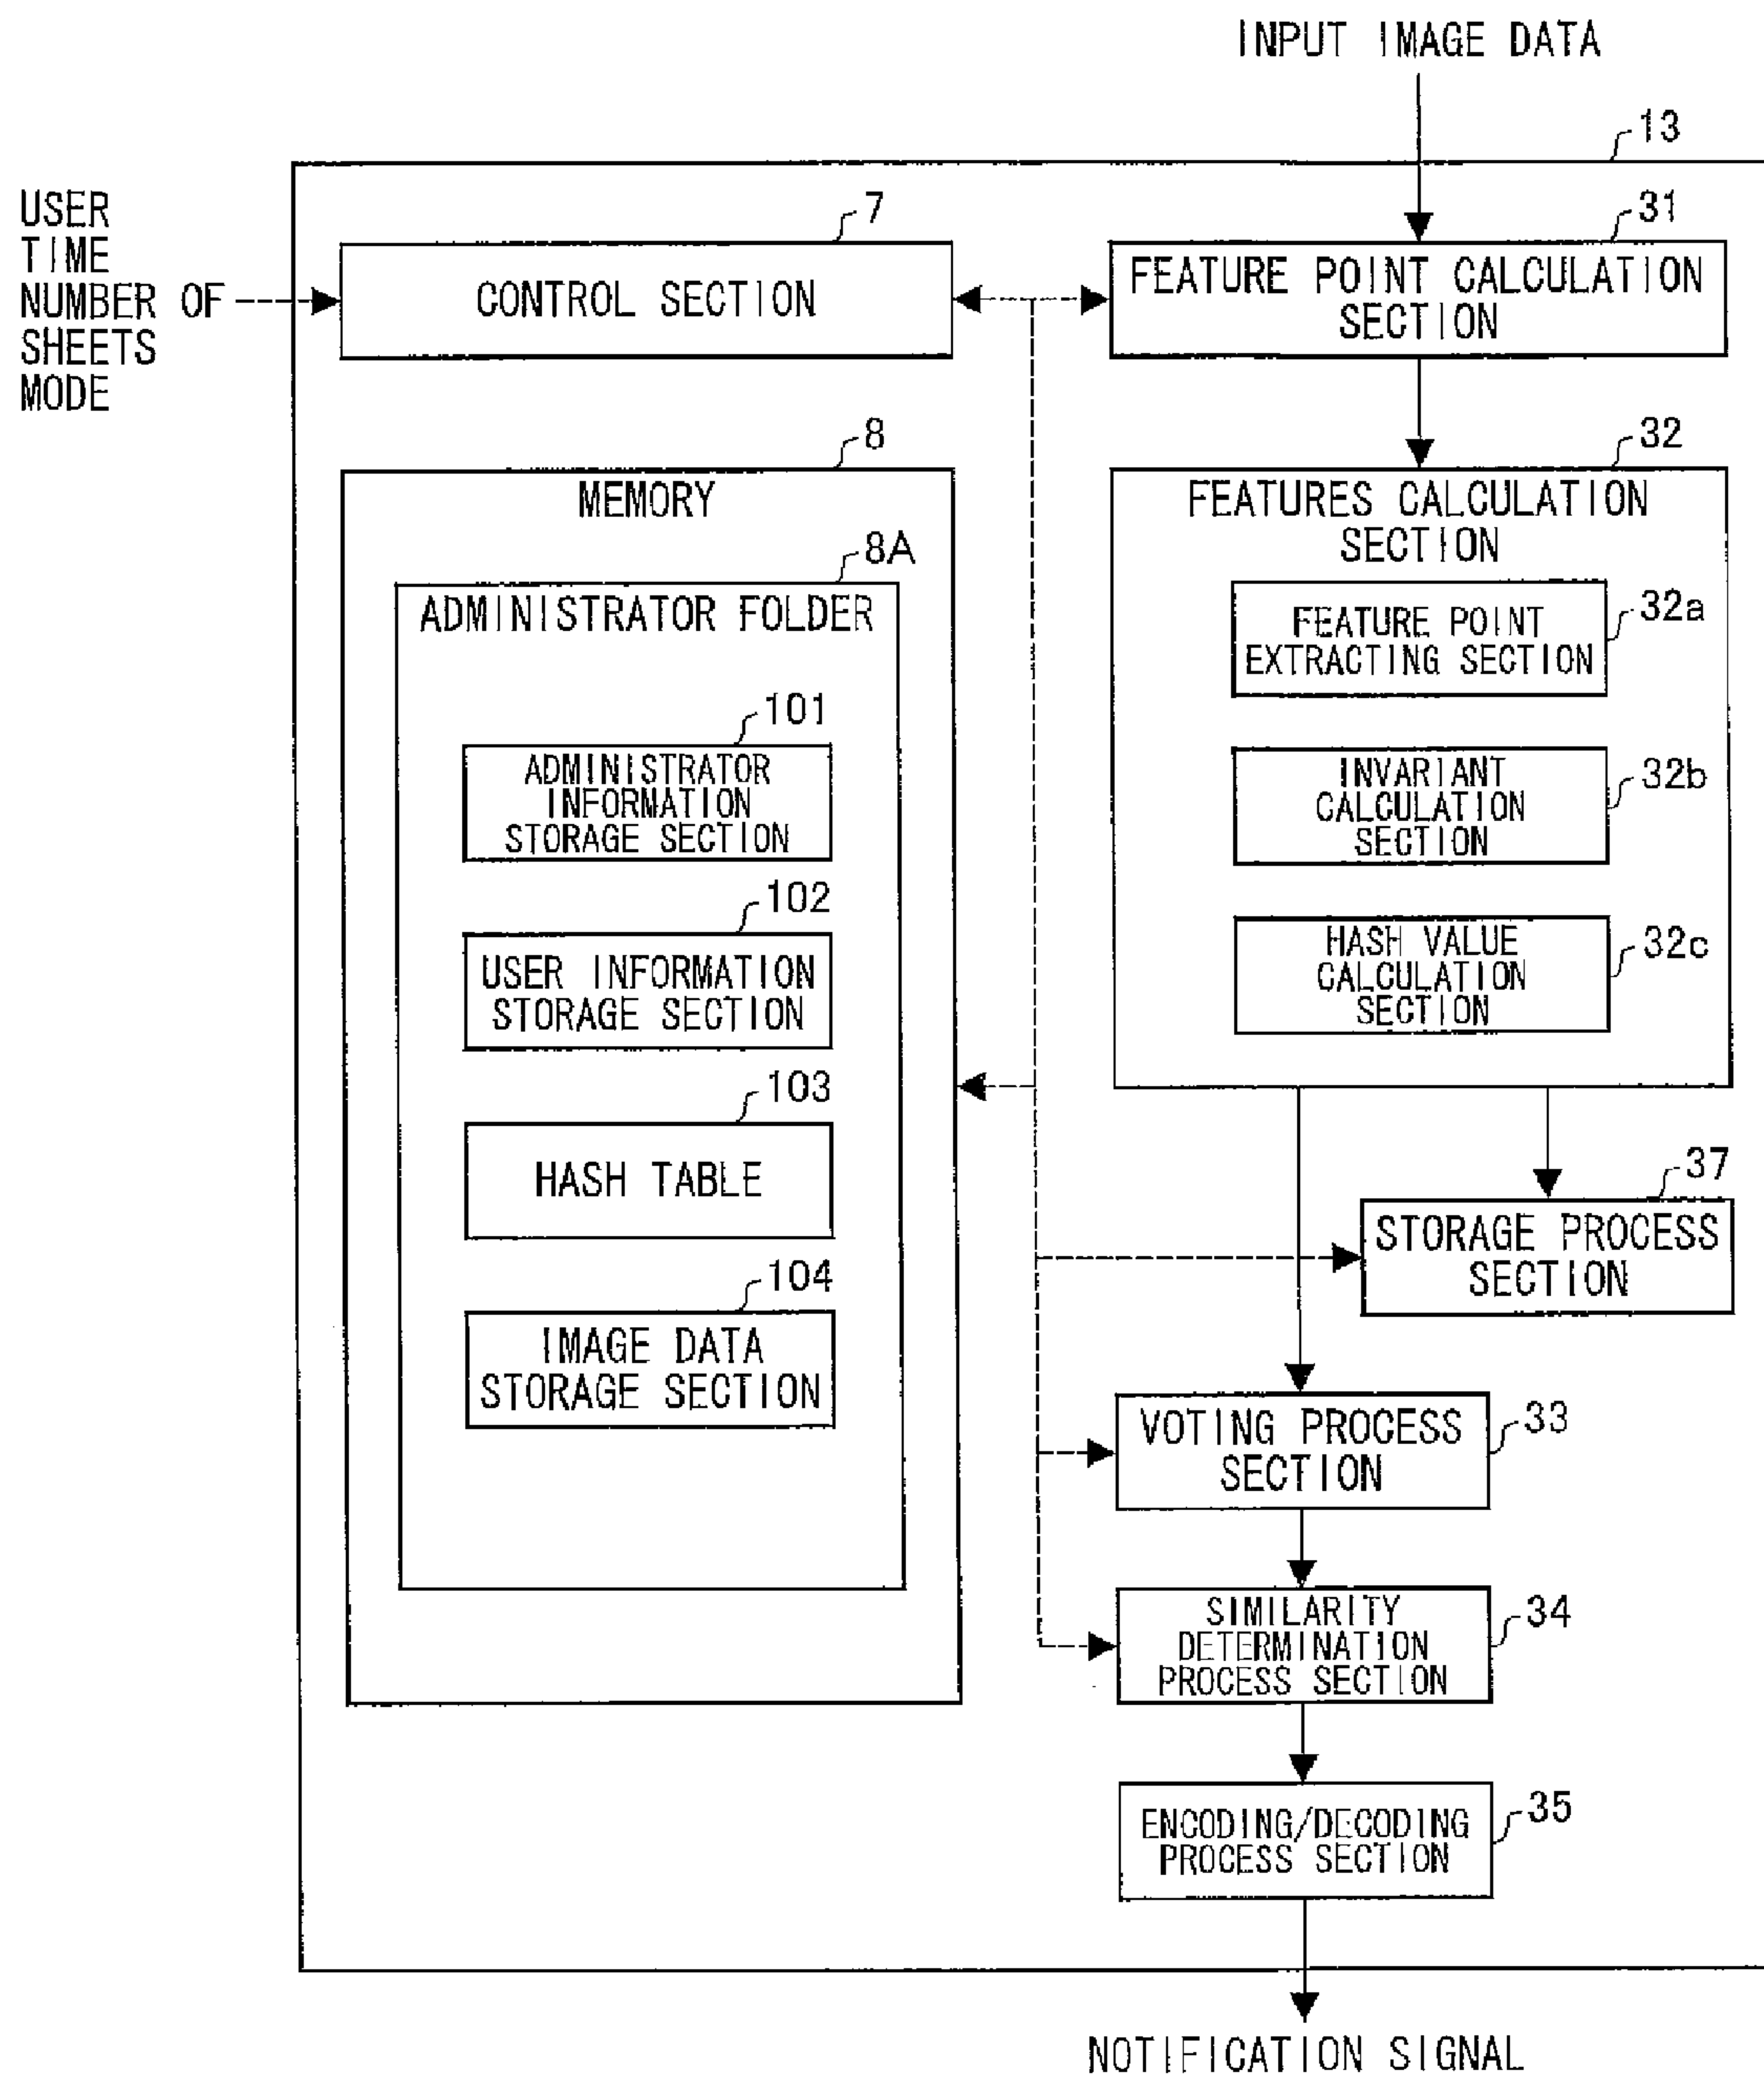 INPUT IMAGE DATA
13
USER
TIME
NUMBER OF
SHEETS
MODE
7
CONTROL SECTION
31
FEATURE POINT CALCULATION
SECTION
8
MEMORY
8A
ADMINISTRATOR FOLDER
101
ADMINISTRATOR
INFORMATION
STORAGE SECTION
102
USER INFORMATION
STORAGE SECTION
103
HASH TABLE
104
IMAGE DATA
STORAGE SECTION
32
FEATURES CALCULATION
SECTION
32a
FEATURE POINT
EXTRACTING SECTION
32b
INVARIANT
CALCULATION
SECTION
32c
HASH VALUE
CALCULATION
SECTION
37
STORAGE PROCESS
SECTION
33
VOTING PROCESS
SECTION
34
SIMILARITY
DETERMINATION
PROCESS SECTION
35
ENCODING/DECODING
PROCESS SECTION
NOTIFICATION SIGNAL